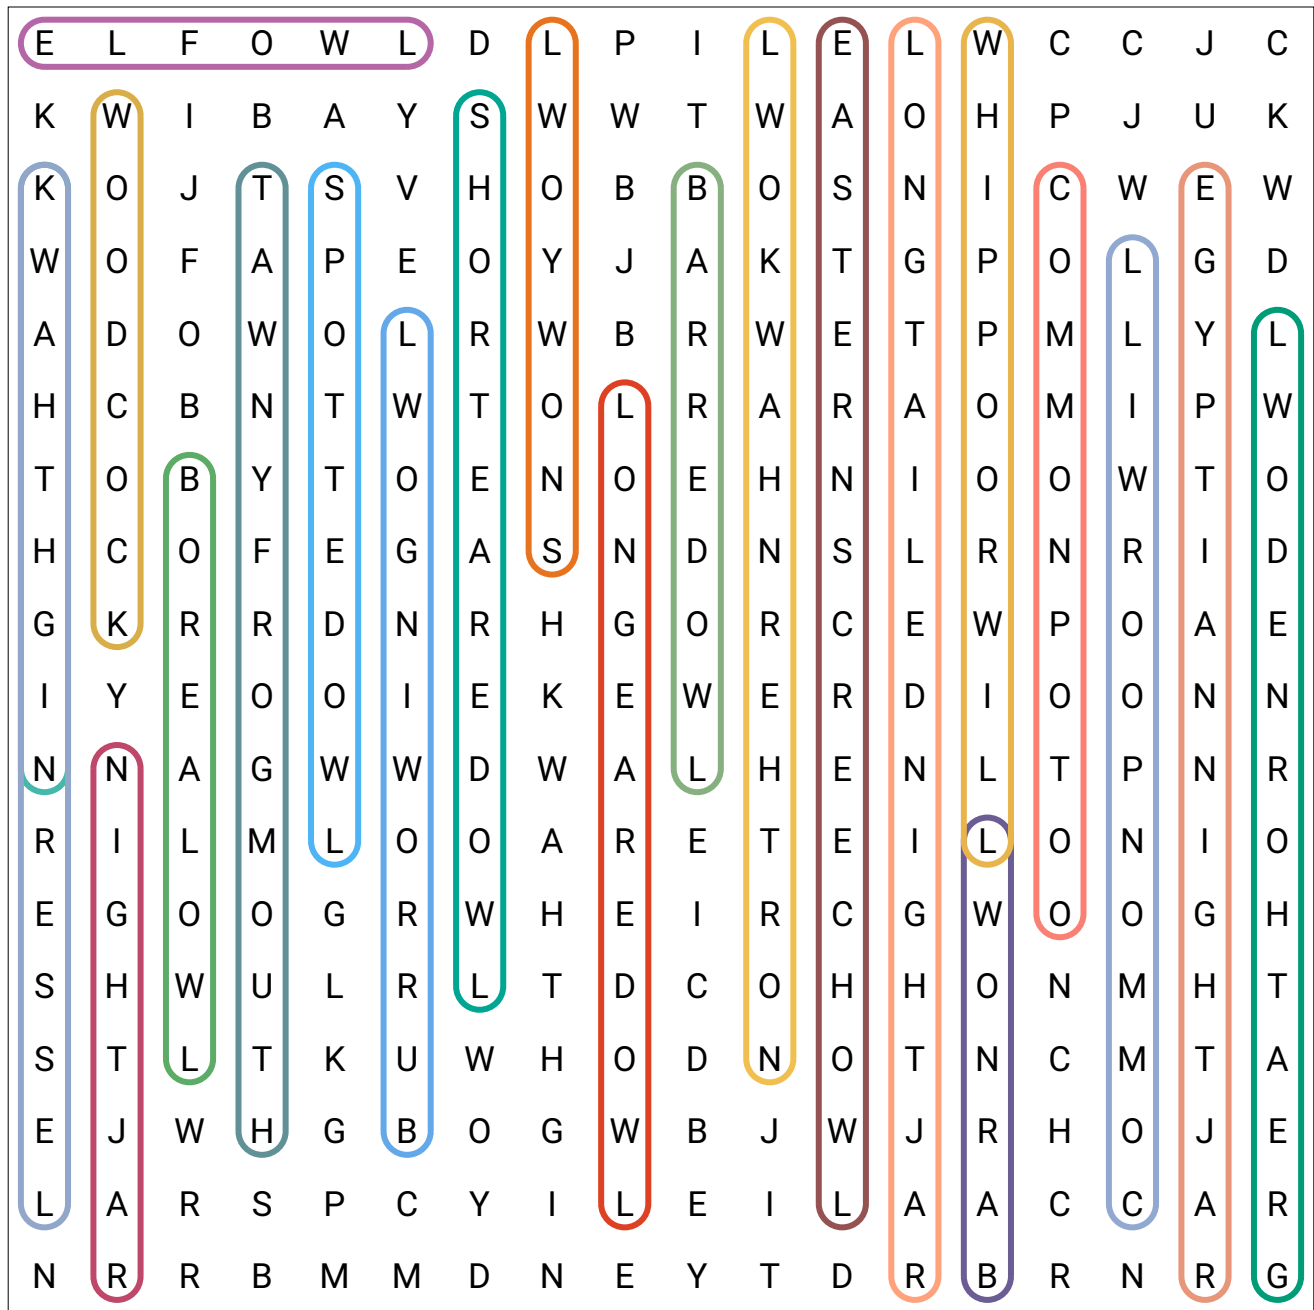 E L F O W L D L P I L E L W C C J C
K W I B A Y S W W T W A O H P J U K
K O J T S V H O B B O S N I C W E W
W O F A P E O Y J A K T G P O L G D
A D O W O L R W B R W E T P M L Y L
H C B N T W T O L R A R A O M I P W
T O B Y T O E N O E H N I O O W T O
H C O F E G A S N D N S L R N R I D
G K R R D N R H G O R C E W P O A E
I Y E O O I E K E W E R D I O O N N
N N A G W W D W A L H E N L T P N R
R I L M L O O A R E T E I L O N I O
E G O O G R W H E I R C G W O O G H
S H W U L R L T D C O H H O N M H T
S T L T K U W H O D N O T N C M T A
E J W H G B O G W B J W J R H O J E
L A R S P C Y I L E I L A A C C A R
N R R B M M D N E Y T D R B R N R G